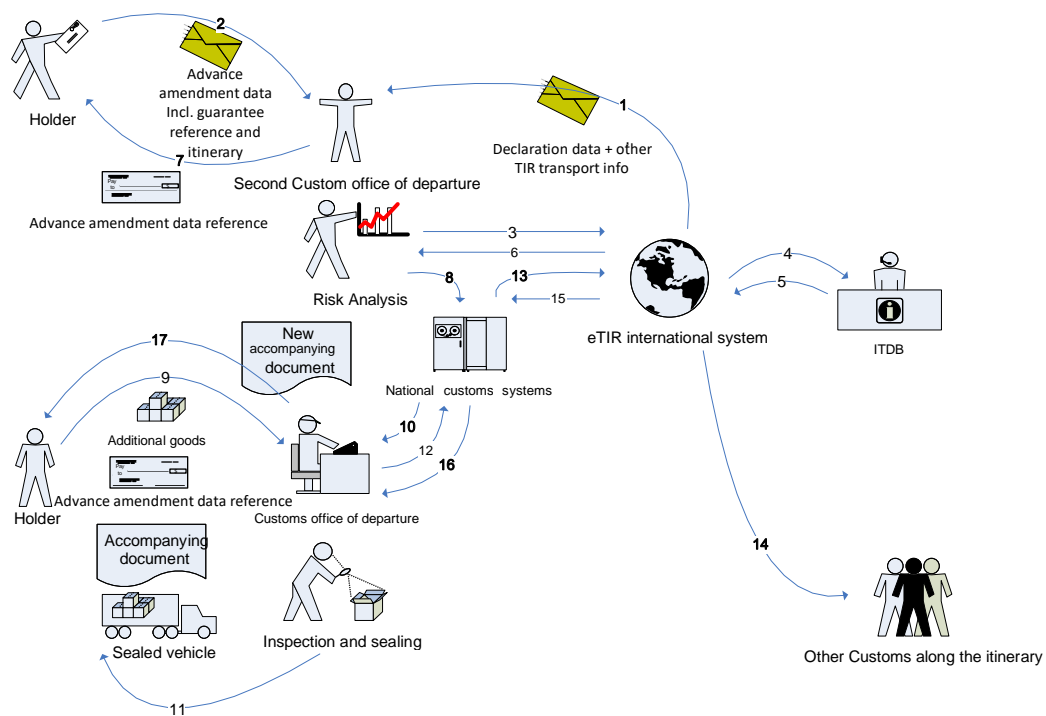 2
1
Advance
amendment data
Incl. guarantee
reference and
itinerary
Holder
Declaration data + other
TIR transport info
7
Second Custom office of departure
Pay
to
Advance amendment data reference
3
6
4
5
8
13
15
Risk Analysis
eTIR international system
ITDB
New
accompanying
document
17
9
National customs systems
10
12
16
Additional goods
Pay
to
Advance amendment data reference
Holder
Customs office of departure
Accompanying
document
14
Inspection and sealing
Sealed vehicle
Other Customs along the itinerary
11